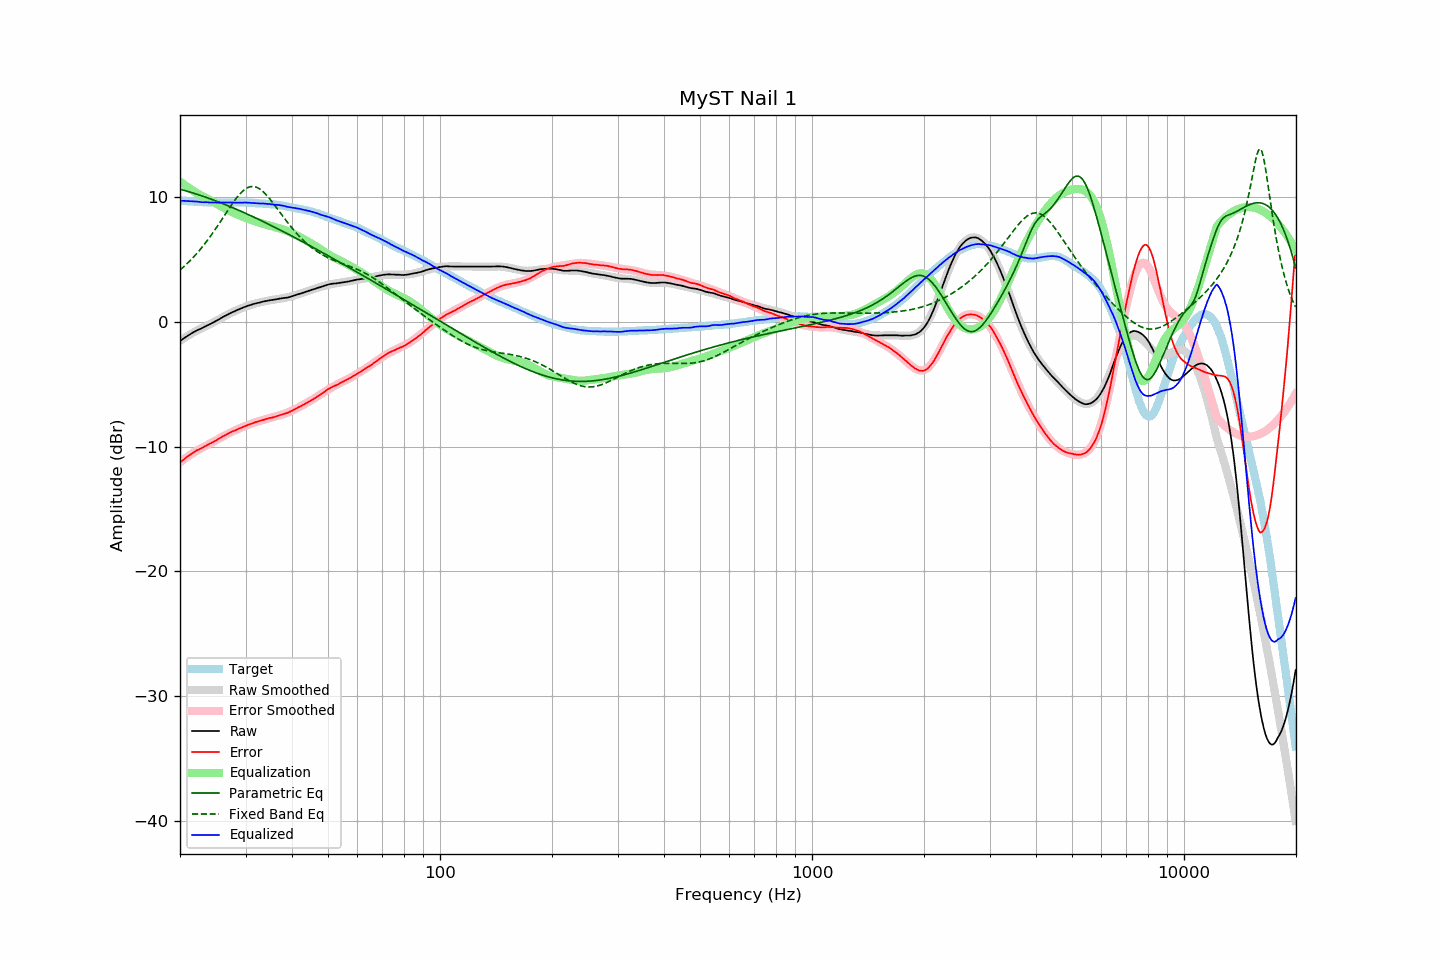 MyST Nail 1
Amplitude (dBr)
10
0
−10
−20
−30
−40
Target
Raw Smoothed
Error Smoothed
Raw
Error
Equalization
Parametric Eq
Fixed Band Eq
Equalized
100
1000
10000
Frequency (Hz)